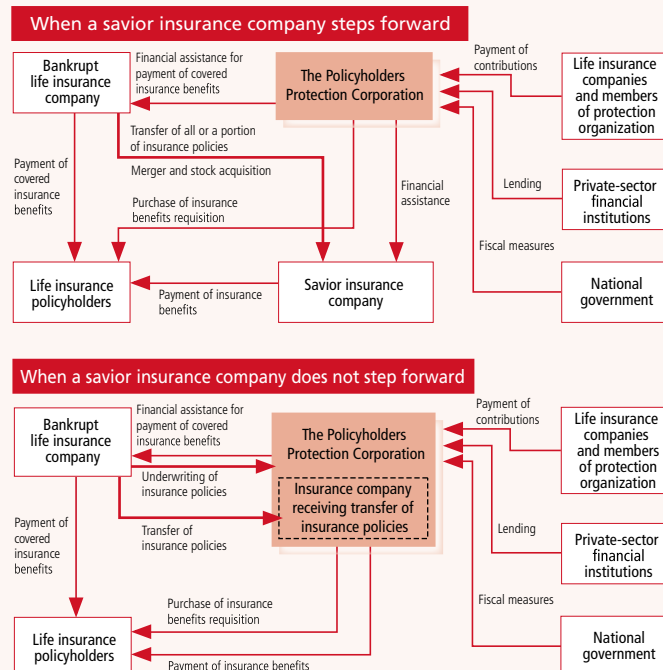 When a savior insurance company steps forward
Bankrupt
life insurance
company
Financial assistance for
payment of covered
insurance benefits
The Policyholders
Protection Corporation
Payment of
contributions
Life insurance
companies
and members
of protection
organization
Transfer of all or a portion
of insurance policies
Merger and stock acquisition
Payment of
covered
insurance
benefits
Purchase of insurance
benefits requisition
Financial
assistance
Lending
Private-sector
financial
institutions
Fiscal measures
Life insurance
policyholders
Payment of insurance
benefits
Savior insurance
company
National
government
When a savior insurance company does not step forward
Bankrupt
life insurance
company
Financial assistance for
payment of covered
insurance benefits
The Policyholders
Protection Corporation
Payment of
contributions
Life insurance
companies
and members
of protection
organization
Underwriting of
insurance policies
Insurance company
receiving transfer of
insurance policies
Payment of
covered
insurance
benefits
Transfer of
insurance policies
Lending
Private-sector
financial
institutions
Purchase of insurance
benefits requisition
Fiscal measures
Life insurance
policyholders
Payment of insurance benefits
National
government